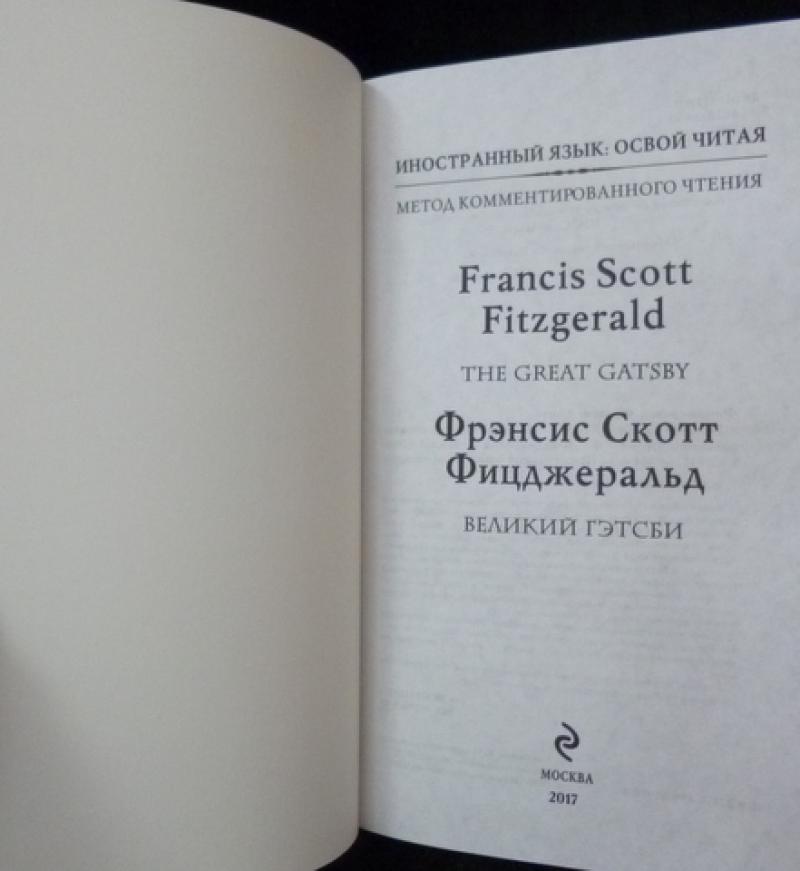 ИНОСТРАННЫЙ ЯЗЫК: ОСВОЙ ЧИТАЯ
МЕТОД КОММЕНТИРОВАННОГО ЧТЕНИЯ
Francis Scott
Fitzgerald
THE GREAT GATSBY
Фрэнсис Скотт
Фицджеральд
ВЕЛИКИЙ ГЭТСБИ
МОСКВА
2017